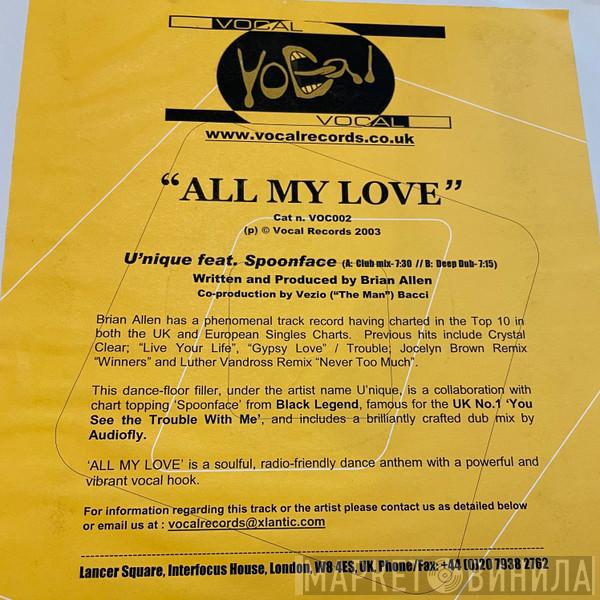 VOCAL
VOCAL
VOCAL
www.vocalrecords.co.uk
“ALL MY LOVE”
Cat n. VOC002
(p) © Vocal Records 2003
U'nique feat. Spoonface (A: Club mix- 7:30 // B: Deep Dub- 7:15)
Written and Produced by Brian Allen
Co-production by Vezio (“The Man”) Bacci
Brian Allen has a phenomenal track record having charted in the Top 10 in
both the UK and European Singles Charts. Previous hits include Crystal
Clear; “Live Your Life”, “Gypsy Love” / Trouble; Jocelyn Brown Remix
“Winners” and Luther Vandross Remix “Never Too Much”.
This dance-floor filler, under the artist name U'nique, is a collaboration with
chart topping ‘Spoonface’ from Black Legend, famous for the UK No.1 ‘You
See the Trouble With Me’, and includes a brilliantly crafted dub mix by
Audiofly.
‘ALL MY LOVE’ is a soulful, radio-friendly dance anthem with a powerful and
vibrant vocal hook.
For information regarding this track or the artist please contact us as detailed below
or email us at : vocalrecords@xlantic.com
Lancer Square, Interfocus House, London, W8 4ES, UK, Phone/Fax: +44 (0)20 7938 2762
МАРКЕТ ВИНИЛА